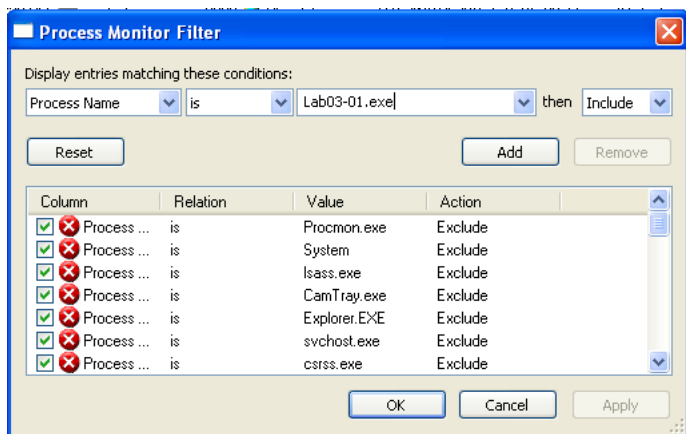 Process Monitor Filter
Display entries matching these conditions:
Process Name is Lab03-01.exe then Include
Reset Add Remove
Column Relation Value Action
Process ... is Procmon.exe Exclude
Process ... is System Exclude
Process ... is lsass.exe Exclude
Process ... is CamTray.exe Exclude
Process ... is Explorer.EXE Exclude
Process ... is svchost.exe Exclude
Process ... is csrss.exe Exclude
OK Cancel Apply